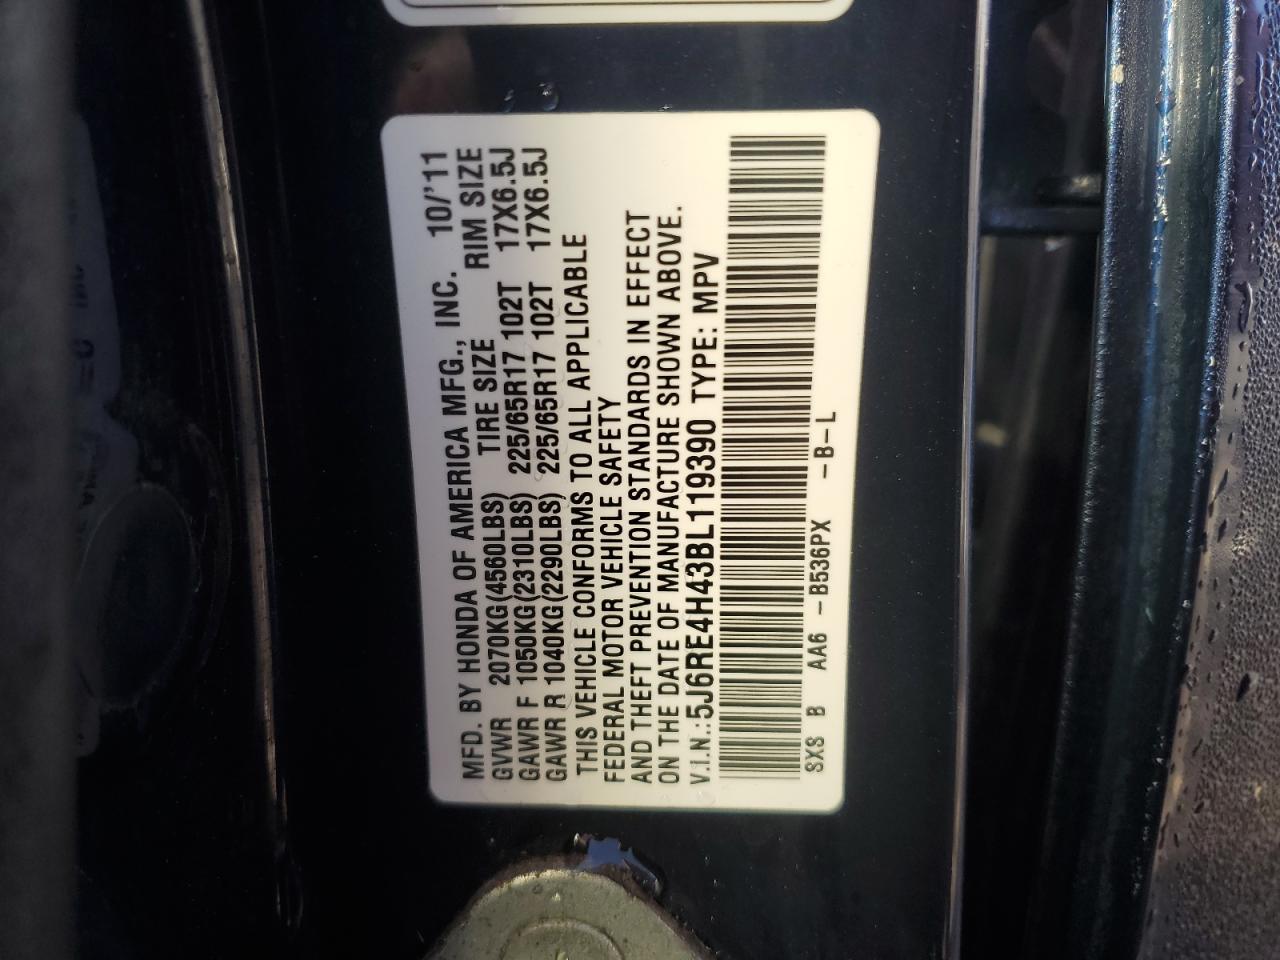 MFD. BY HONDA OF AMERICA MFG., INC. 10/'11
GVWR 2070KG(4560LBS) TIRE SIZE RIM SIZE
GAWR F 1050KG(2310LBS) 225/65R17 102T 17X6.5J
GAWR R 1040KG(2290LBS) 225/65R17 102T 17X6.5J
THIS VEHICLE CONFORMS TO ALL APPLICABLE
FEDERAL MOTOR VEHICLE SAFETY
AND THEFT PREVENTION STANDARDS IN EFFECT
ON THE DATE OF MANUFACTURE SHOWN ABOVE.
V.I.N.:5J6RE4H43BL119390 TYPE: MPV
SXS B AA6 -B536PX -B-L